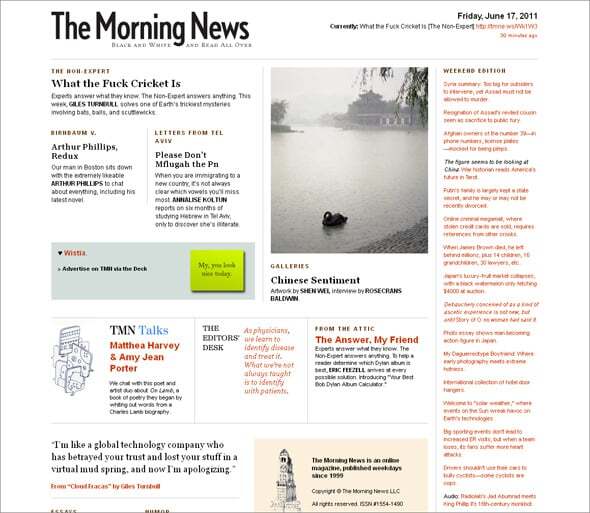 The Morning News
BLACK AND WHITE AND READ ALL OVER
Friday, June 17, 2011
Currently: What the Fuck Cricket Is [The Non-Expert]
30 minutes ago
THE NON-EXPERT
What the Fuck Cricket Is
Experts answer what they know. The Non-Expert answers anything. This
week, GILES TURNBULL solves one of Earth's trickiest mysteries
involving bats, balls, and scuttlewicks.
BIRNBAUM V.
Arthur Phillips,
Redux
Our man in Boston sits down
with the extremely likeable
ARTHUR PHILLIPS to chat
about everything, including his
latest novel.
LETTERS FROM TEL
AVIV
Please Don't
Mflugah the Pn
When you are immigrating to a
new country, it's not always
clear which vowels you'll miss
most. ANNALISE KOLTUN
reports on six months of
studying Hebrew in Tel Aviv,
only to discover she's illiterate.
♥ Wistia.
» Advertise on TMN via the Deck
My, you look
nice today.
GALLERIES
Chinese Sentiment
Artwork by SHEN WEI, interview by ROSECRANS
BALDWIN
WEEKEND EDITION
Syria summary: Too big for outsiders
to intervene, yet Assad must not be
allowed to murder.
Resignation of Assad's reviled cousin
seen as sacrifice to public fury.
Afghan owners of the number 39—in
phone numbers, license plates
—mocked for being pimps.
The figure seems to be looking at
China. War historian reads America's
future in Tarot.
Putin's family is largely kept a state
secret, and he may or may not be
recently divorced.
Online criminal megamall, where
stolen credit cards are sold, requires
references from other crooks.
When James Brown died, he left
behind millions, plus 14 children, 16
grandchildren, 30 lawyers, etc.
Japan's luxury-fruit market collapses,
with a black watermelon only fetching
$4000 at auction.
Debauchery conceived of as a kind of
ascetic experience is not new, but
until Story of O, no woman had said it.
Photo essay shows man becoming
action figure in Japan.
My Daguerreotype Boyfriend: Where
early photography meets extreme
hotness.
International collection of hotel door
hangers.
Welcome to "solar weather," where
events on the Sun wreak havoc on
Earth's technologies.
Big sporting events don't lead to
increased ER visits, but when a team
loses, its fans suffer more heart
attacks.
Drivers shouldn't use their cars to
bully cyclists—some cyclists are
cops.
Audio: Radiolab's Jad Abumrad meets
King Philip II's 16th-century monk
TMN Talks
Matthea Harvey
& Amy Jean
Porter
We chat with this poet and
artist duo about Of Lamb, a
book of poetry they began by
whiting out words from a
Charles Lamb biography.
THE
EDITORS'
DESK
As physicians,
we learn to
identify disease
and treat it.
What we're not
always taught
is to identify
with patients.
FROM THE ATTIC
The Answer, My Friend
Experts answer what they know. The
Non-Expert answers anything. To help a
reader determine which Dylan album is
best, ERIC FEEZELL arrives at every
possible solution. Introducing "Your Best
Bob Dylan Album Calculator."
“I'm like a global technology company who
has betrayed your trust and lost your stuff in a
virtual mud spring, and now I'm apologizing.”
From “Cloud Fracas” by Giles Turnbull
The Morning News is an online
magazine, published weekdays
since 1999
Copyright © The Morning News LLC
All rights reserved. ISSN #1554-1490
ESSAYS
HUMOR